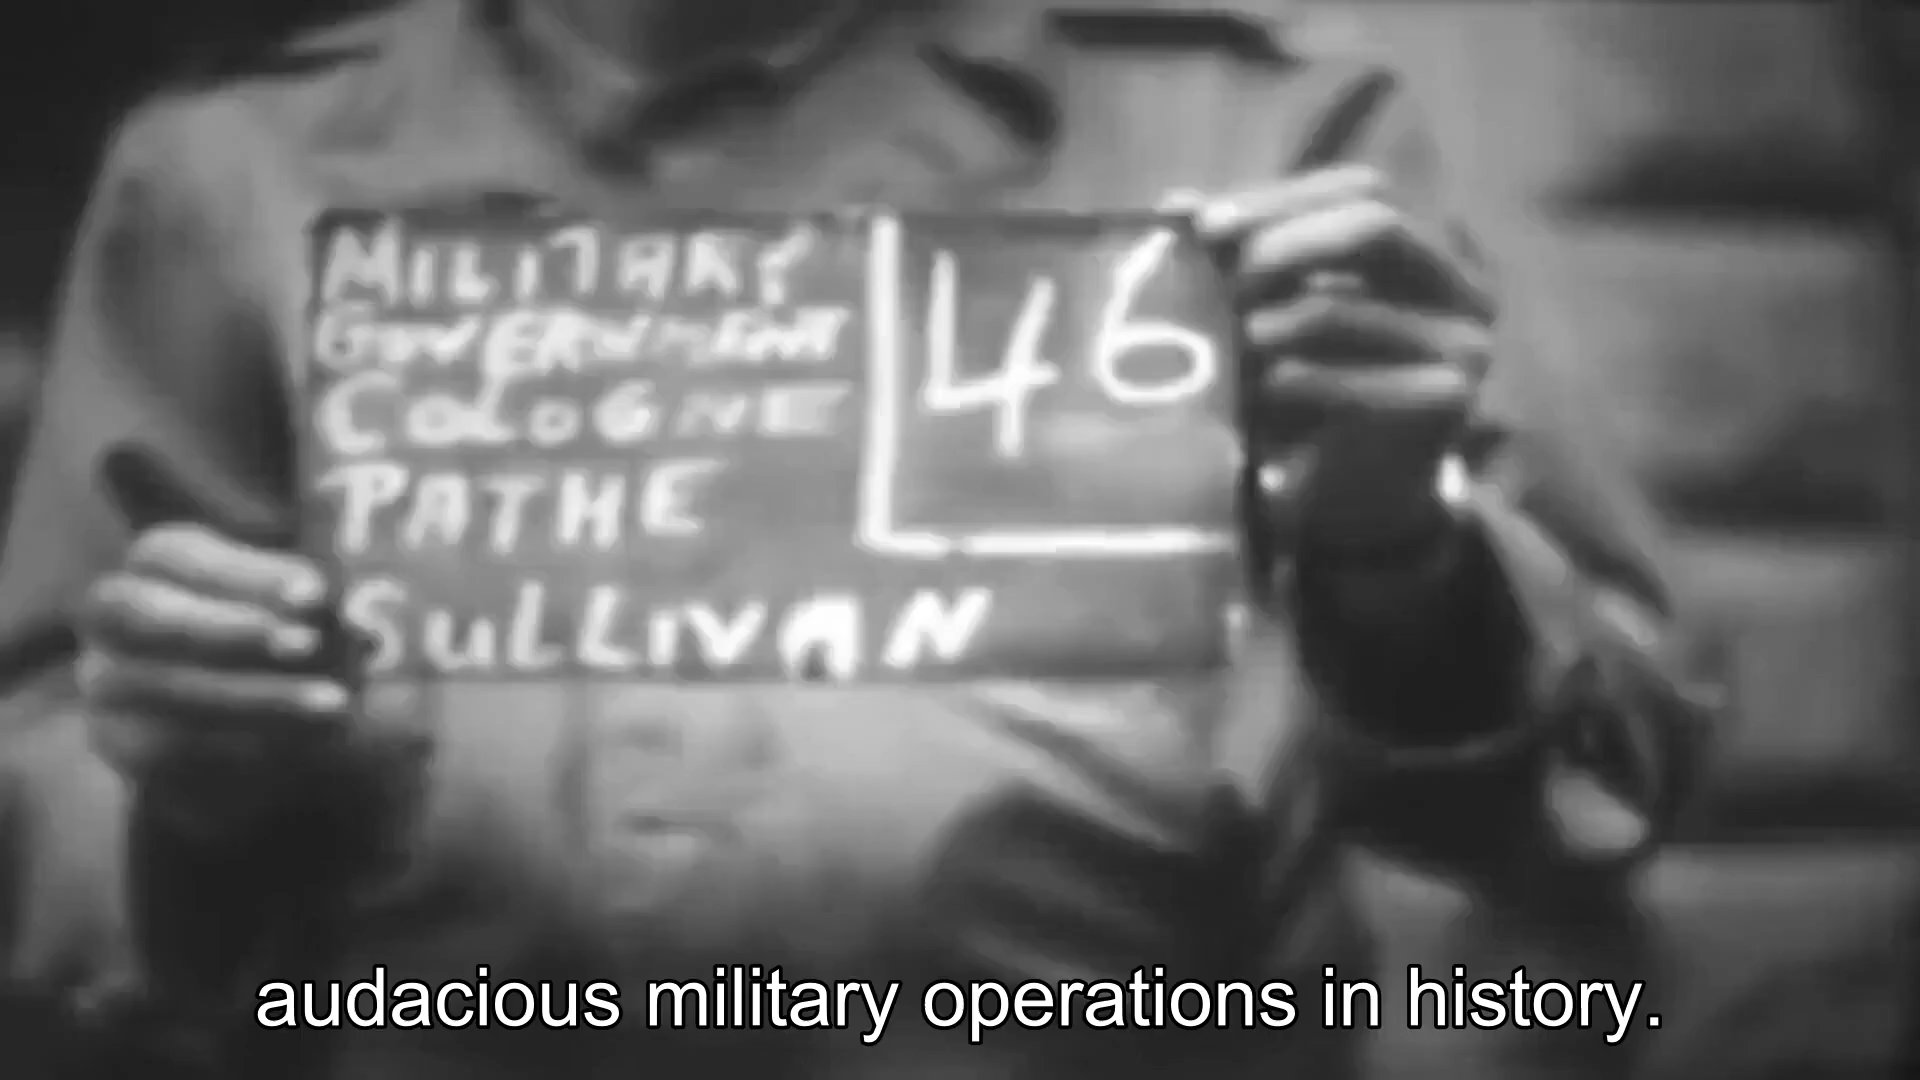 MILITARY
GOVERNMENT
COLOGNE
PATHE
SULLIVAN
46
audacious military operations in history.